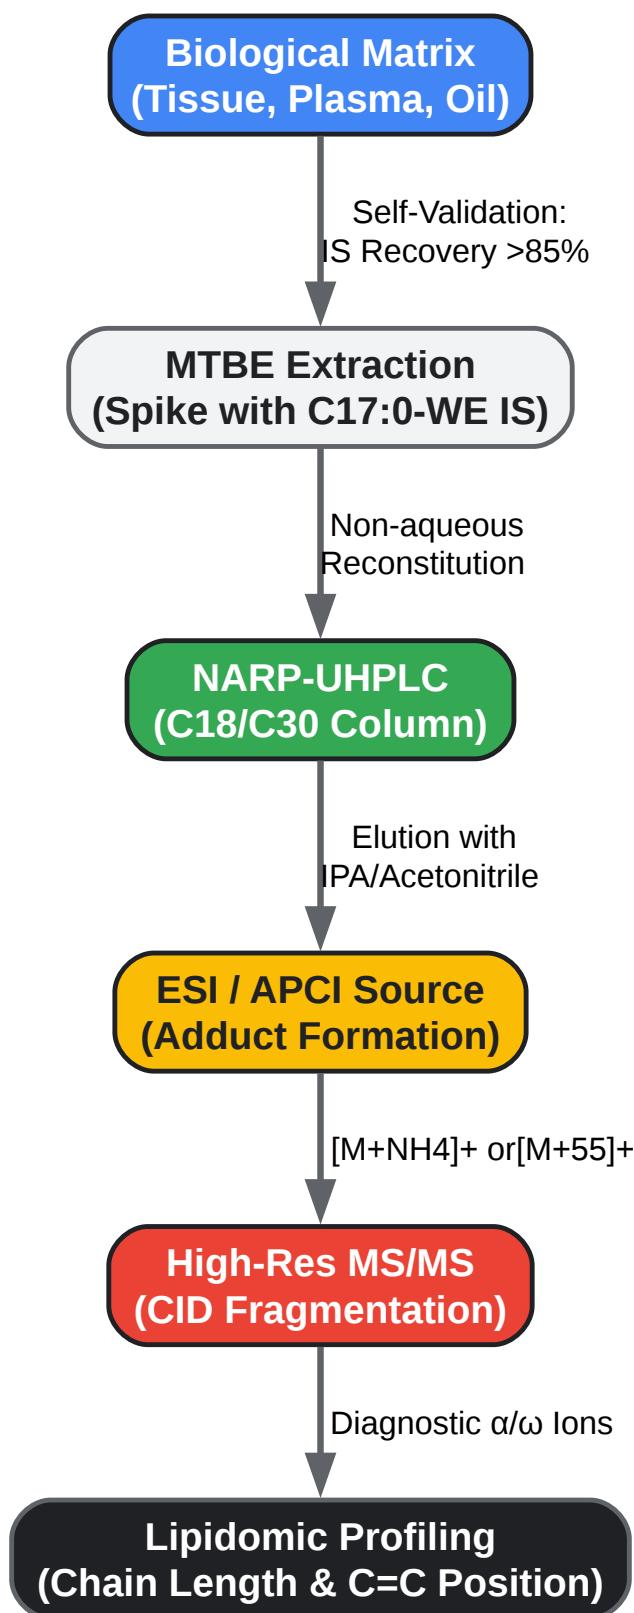 Biological Matrix
(Tissue, Plasma, Oil)
Self-Validation:
IS Recovery >85%
MTBE Extraction
(Spike with C17:0-WE IS)
Non-aqueous
Reconstitution
NARP-UHPLC
(C18/C30 Column)
Elution with
IPA/Acetonitrile
ESI / APCI Source
(Adduct Formation)
[M+NH4]+ or[M+55]+
High-Res MS/MS
(CID Fragmentation)
Diagnostic α/ω Ions
Lipidomic Profiling
(Chain Length & C=C Position)